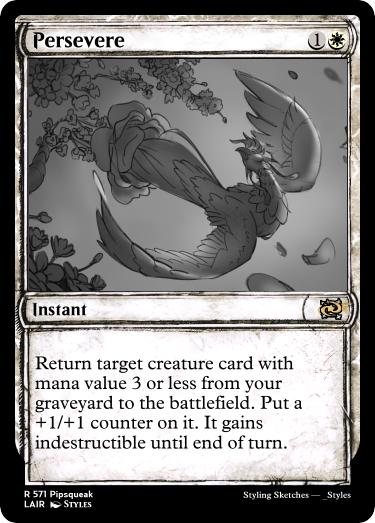 Persevere 1
Instant
Return target creature card with
mana value 3 or less from your
graveyard to the battlefield. Put a
+1/+1 counter on it. It gains
indestructible until end of turn.
R 571 Pipsqueak Styling Sketches — _Styles
LAIR Styles